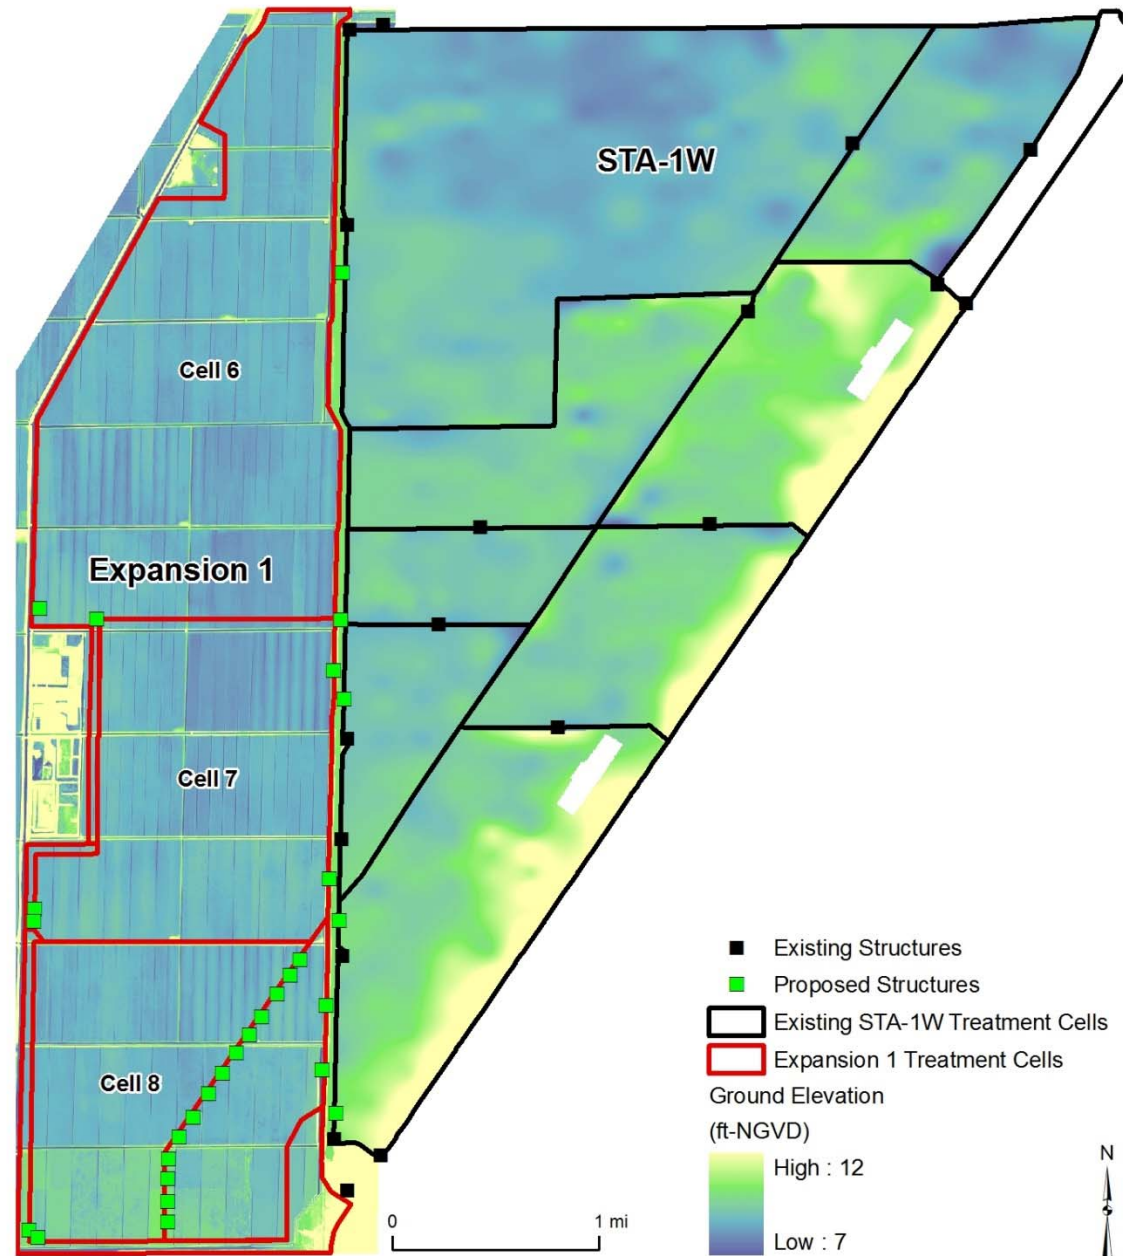 STA-1W
Cell 6
Expansion 1
Cell 7
Cell 8
Existing Structures
Proposed Structures
Existing STA-1W Treatment Cells
Expansion 1 Treatment Cells
Ground Elevation
(ft-NGVD)
High : 12
Low : 7
0 1 mi
N